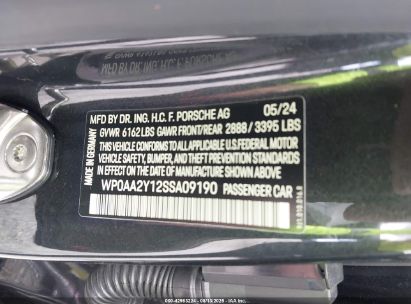 MFD BY DR. ING. H.C. F. PORSCHE AG 05/24
GVWR 6162 LBS GAWR FRONT/REAR 2888 / 3395 LBS
THIS VEHICLE CONFORMS TO ALL APPLICABLE U.S. FEDERAL MOTOR
VEHICLE SAFETY, BUMPER, AND THEFT PREVENTION STANDARDS
IN EFFECT ON THE DATE OF MANUFACTURE SHOWN ABOVE.
WP0AA2Y12SSA09190 PASSENGER CAR
MADE IN GERMANY